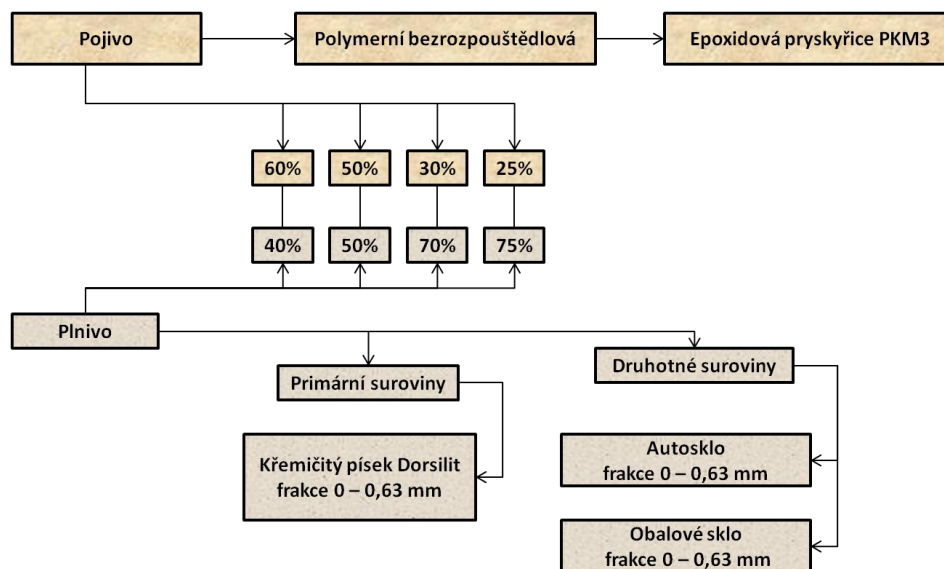 Pojivo
Polymerní bezrozpouštědlová
Epoxidová pryskyřice PKM3
60%
50%
30%
25%
40%
50%
70%
75%
Plnivo
Primární suroviny
Druhotné suroviny
Křemičitý písek Dorsilit
frakce 0 – 0,63 mm
Autosklo
frakce 0 – 0,63 mm
Obalové sklo
frakce 0 – 0,63 mm